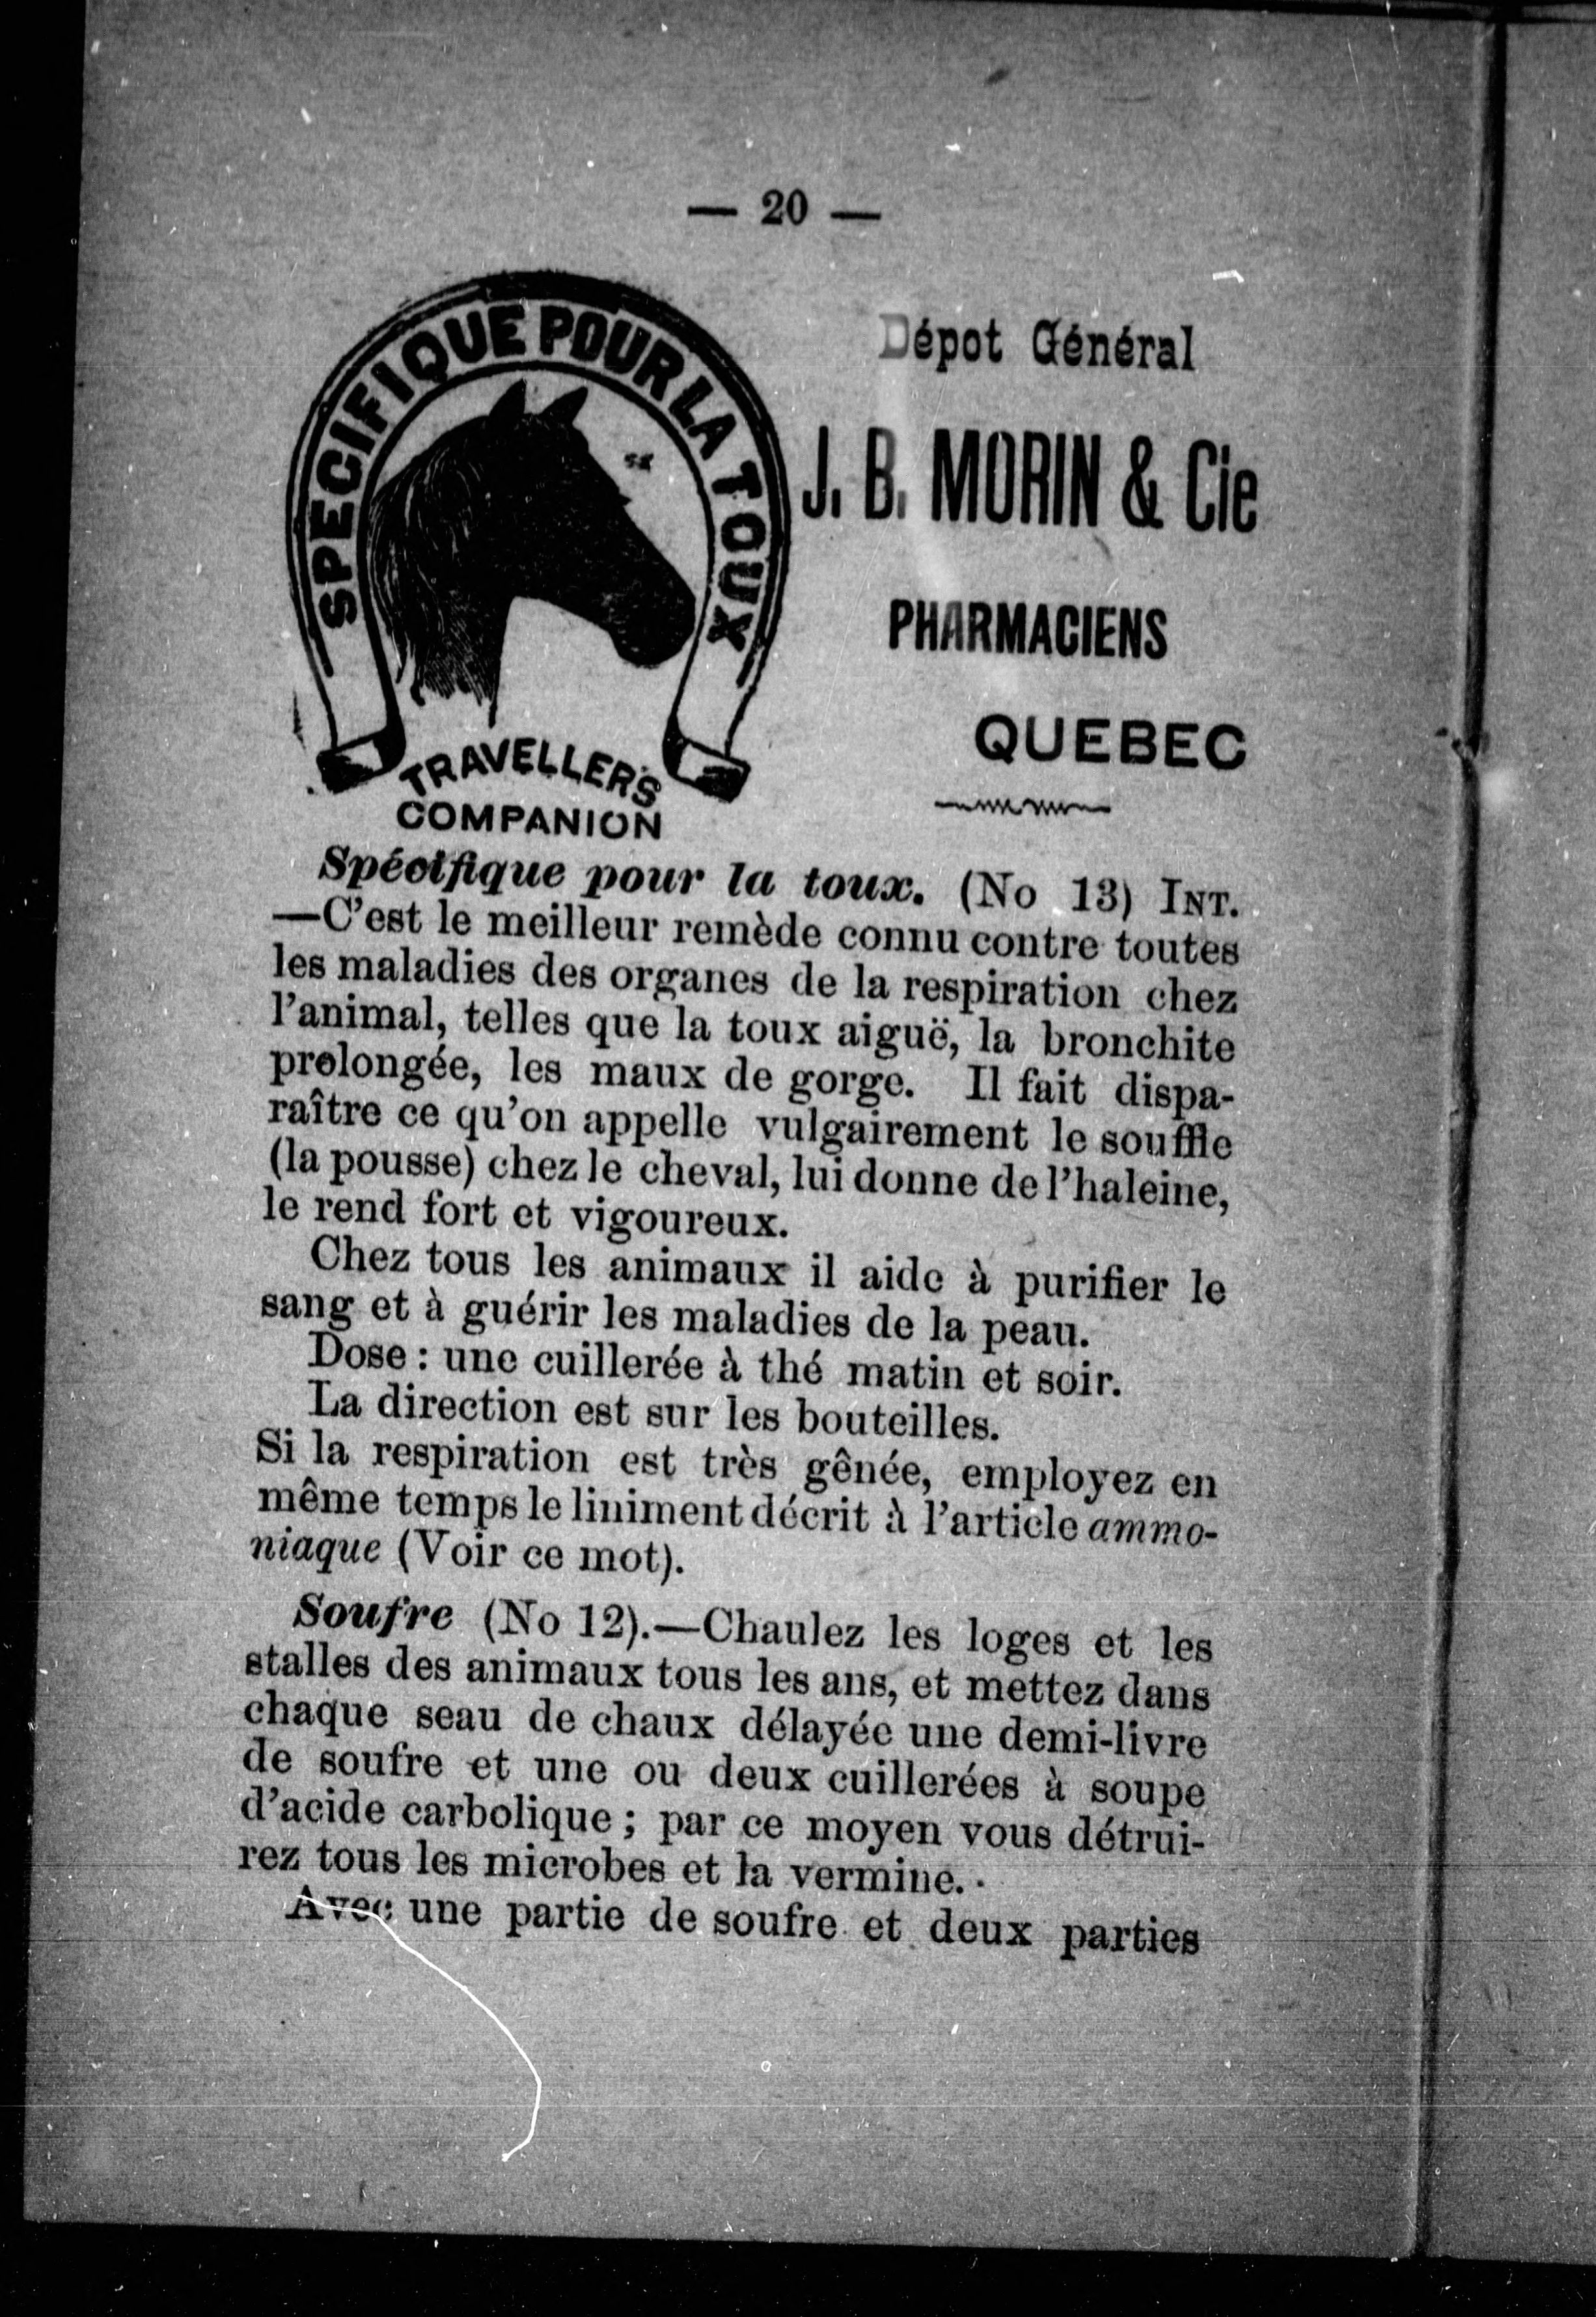 — 20 —
SPECIFIQUE POUR LA TOUX
TRAVELLER'S
COMPANION
Dépot Général
J. B. MORIN & Cie
PHARMACIENS
QUEBEC
Spécifique pour la toux. (No 13) INT.
—C'est le meilleur remède connu contre toutes
les maladies des organes de la respiration chez
l'animal, telles que la toux aiguë, la bronchite
prolongée, les maux de gorge. Il fait dispa-
raître ce qu'on appelle vulgairement le souffle
(la pousse) chez le cheval, lui donne de l'haleine,
le rend fort et vigoureux.
Chez tous les animaux il aide à purifier le
sang et à guérir les maladies de la peau.
Dose : une cuillerée à thé matin et soir.
La direction est sur les bouteilles.
Si la respiration est très gênée, employez en
même temps le liniment décrit à l'article ammo-
niaque (Voir ce mot).
Soufre (No 12).—Chaulez les loges et les
stalles des animaux tous les ans, et mettez dans
chaque seau de chaux délayée une demi-livre
de soufre et une ou deux cuillerées à soupe
d'acide carbolique ; par ce moyen vous détrui-
rez tous les microbes et la vermine.
Avec une partie de soufre et deux parties